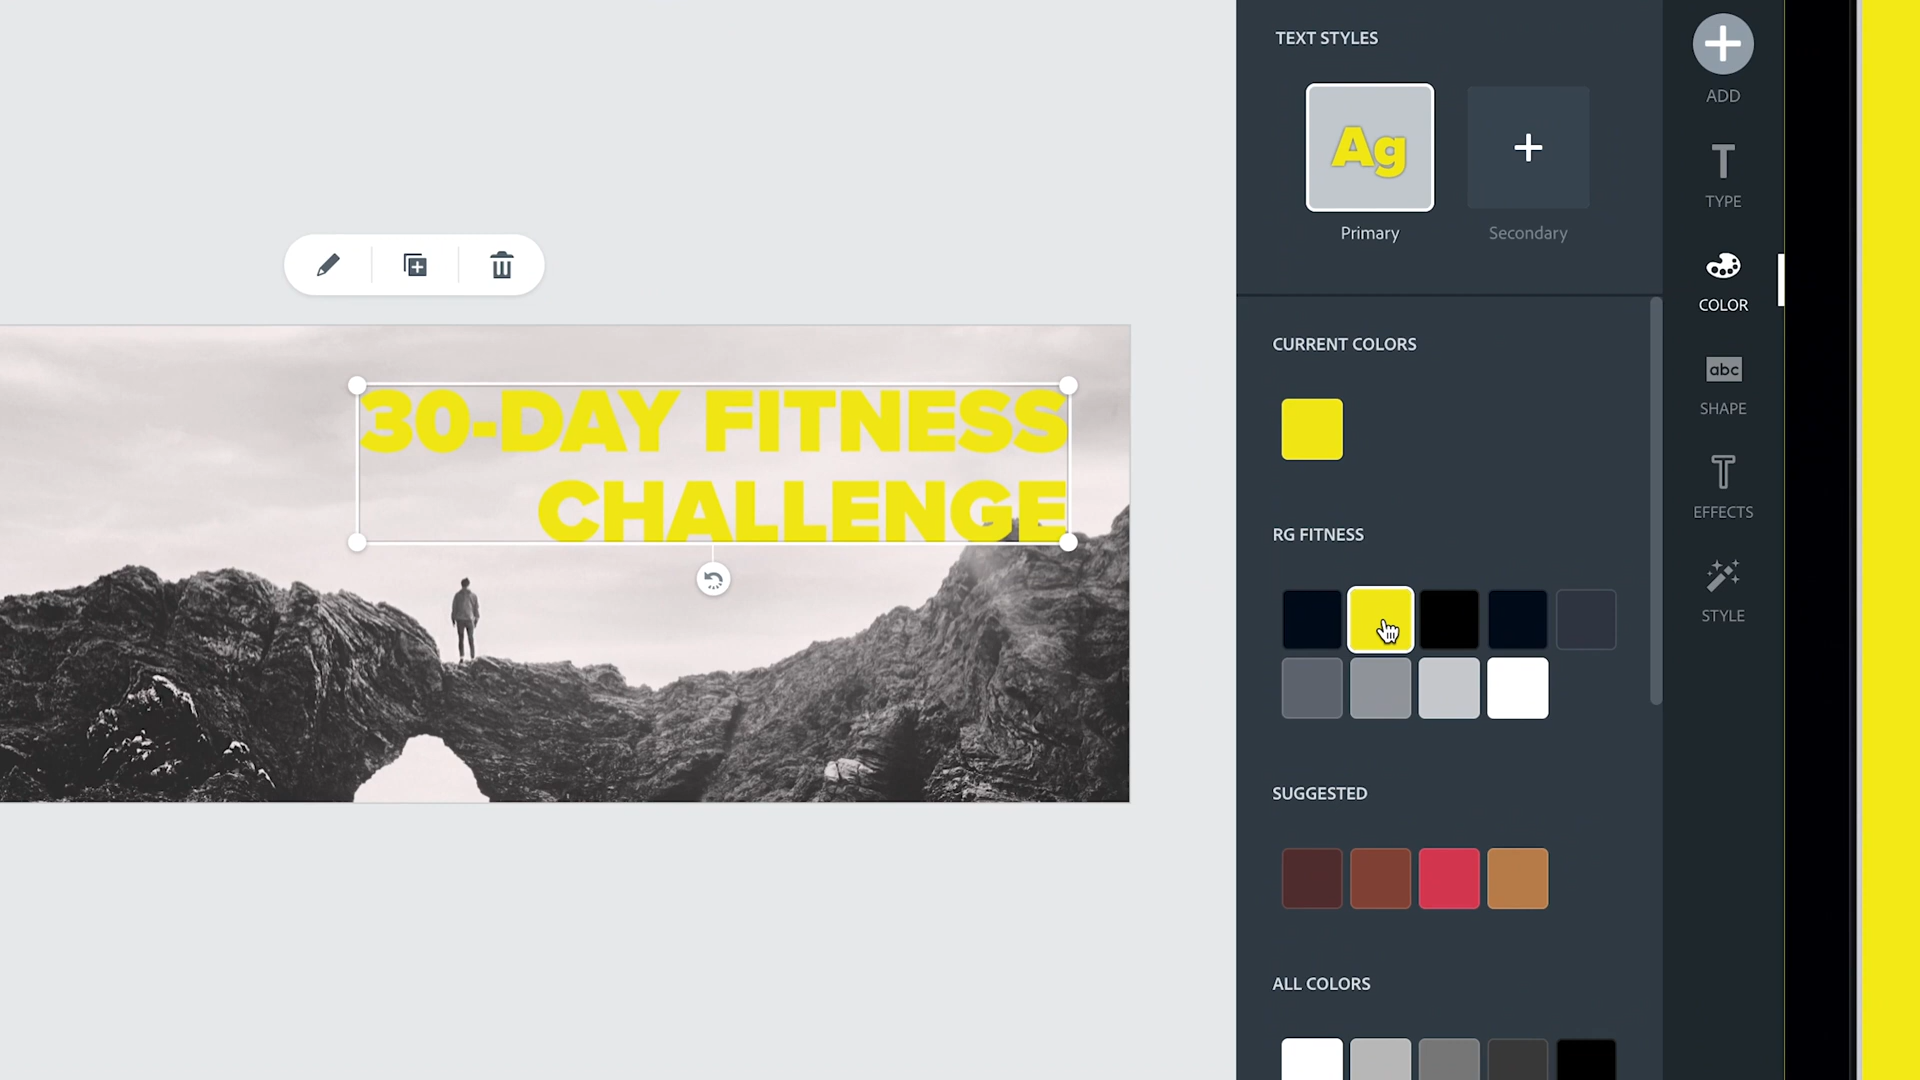 TEXT STYLES
Ag
Primary
Secondary
30-DAY FITNESS
CHALLENGE
CURRENT COLORS
RG FITNESS
SUGGESTED
ALL COLORS
ADD
T
TYPE
COLOR
abc
SHAPE
T
EFFECTS
STYLE